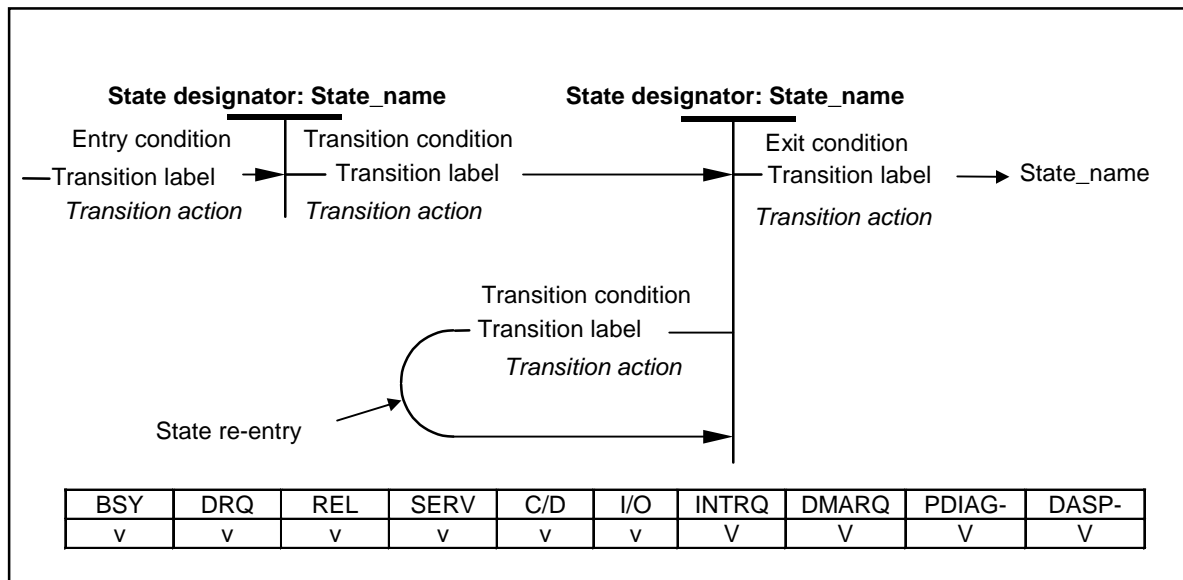 State designator: State_name State designator: State_name
Entry condition Transition condition Exit condition
Transition label Transition label Transition label State_name
Transition action Transition action Transition action
Transition condition
Transition label
Transition action
State re-entry
BSY DRQ REL SERV C/D I/O INTRQ DMARQ PDIAG- DASP-
v v v v v v V V V V